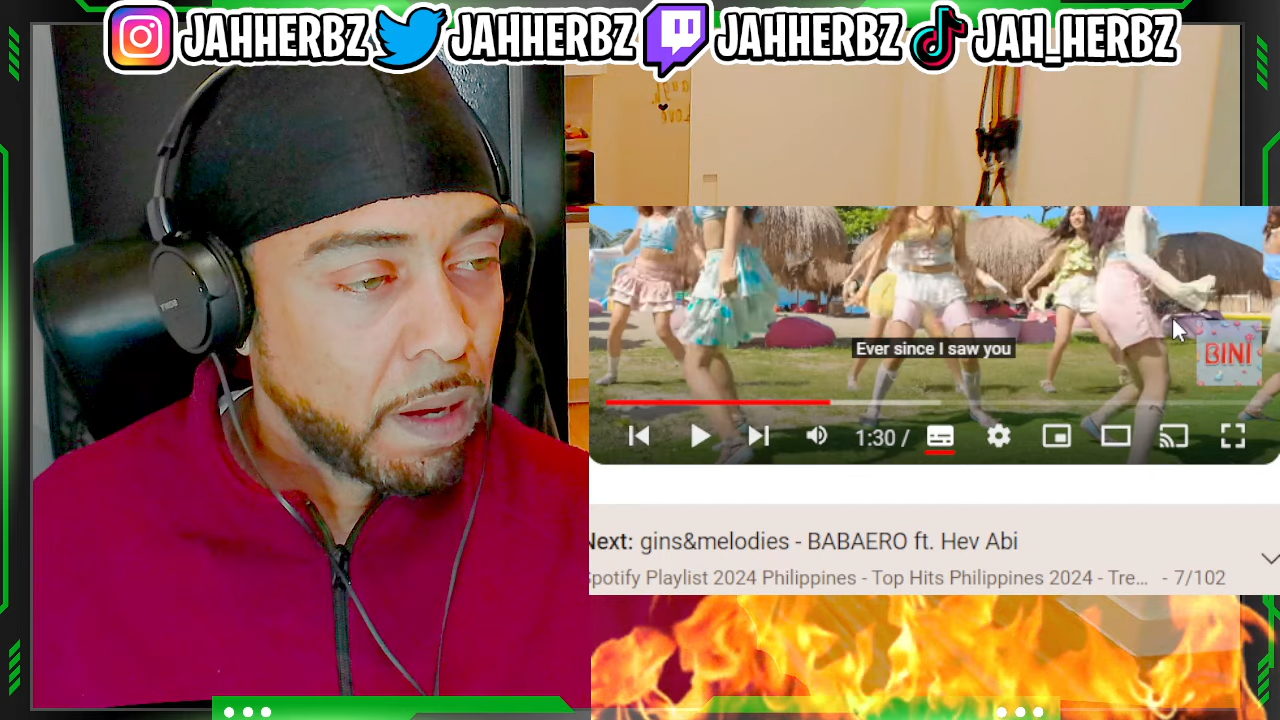 JAHHERBZ JAHHERBZ JAHHERBZ JAH_HERBZ
Ever since I saw you
BINI
1:30 /
Next: gins&melodies - BABAERO ft. Hev Abi
Spotify Playlist 2024 Philippines - Top Hits Philippines 2024 - Tre... - 7/102